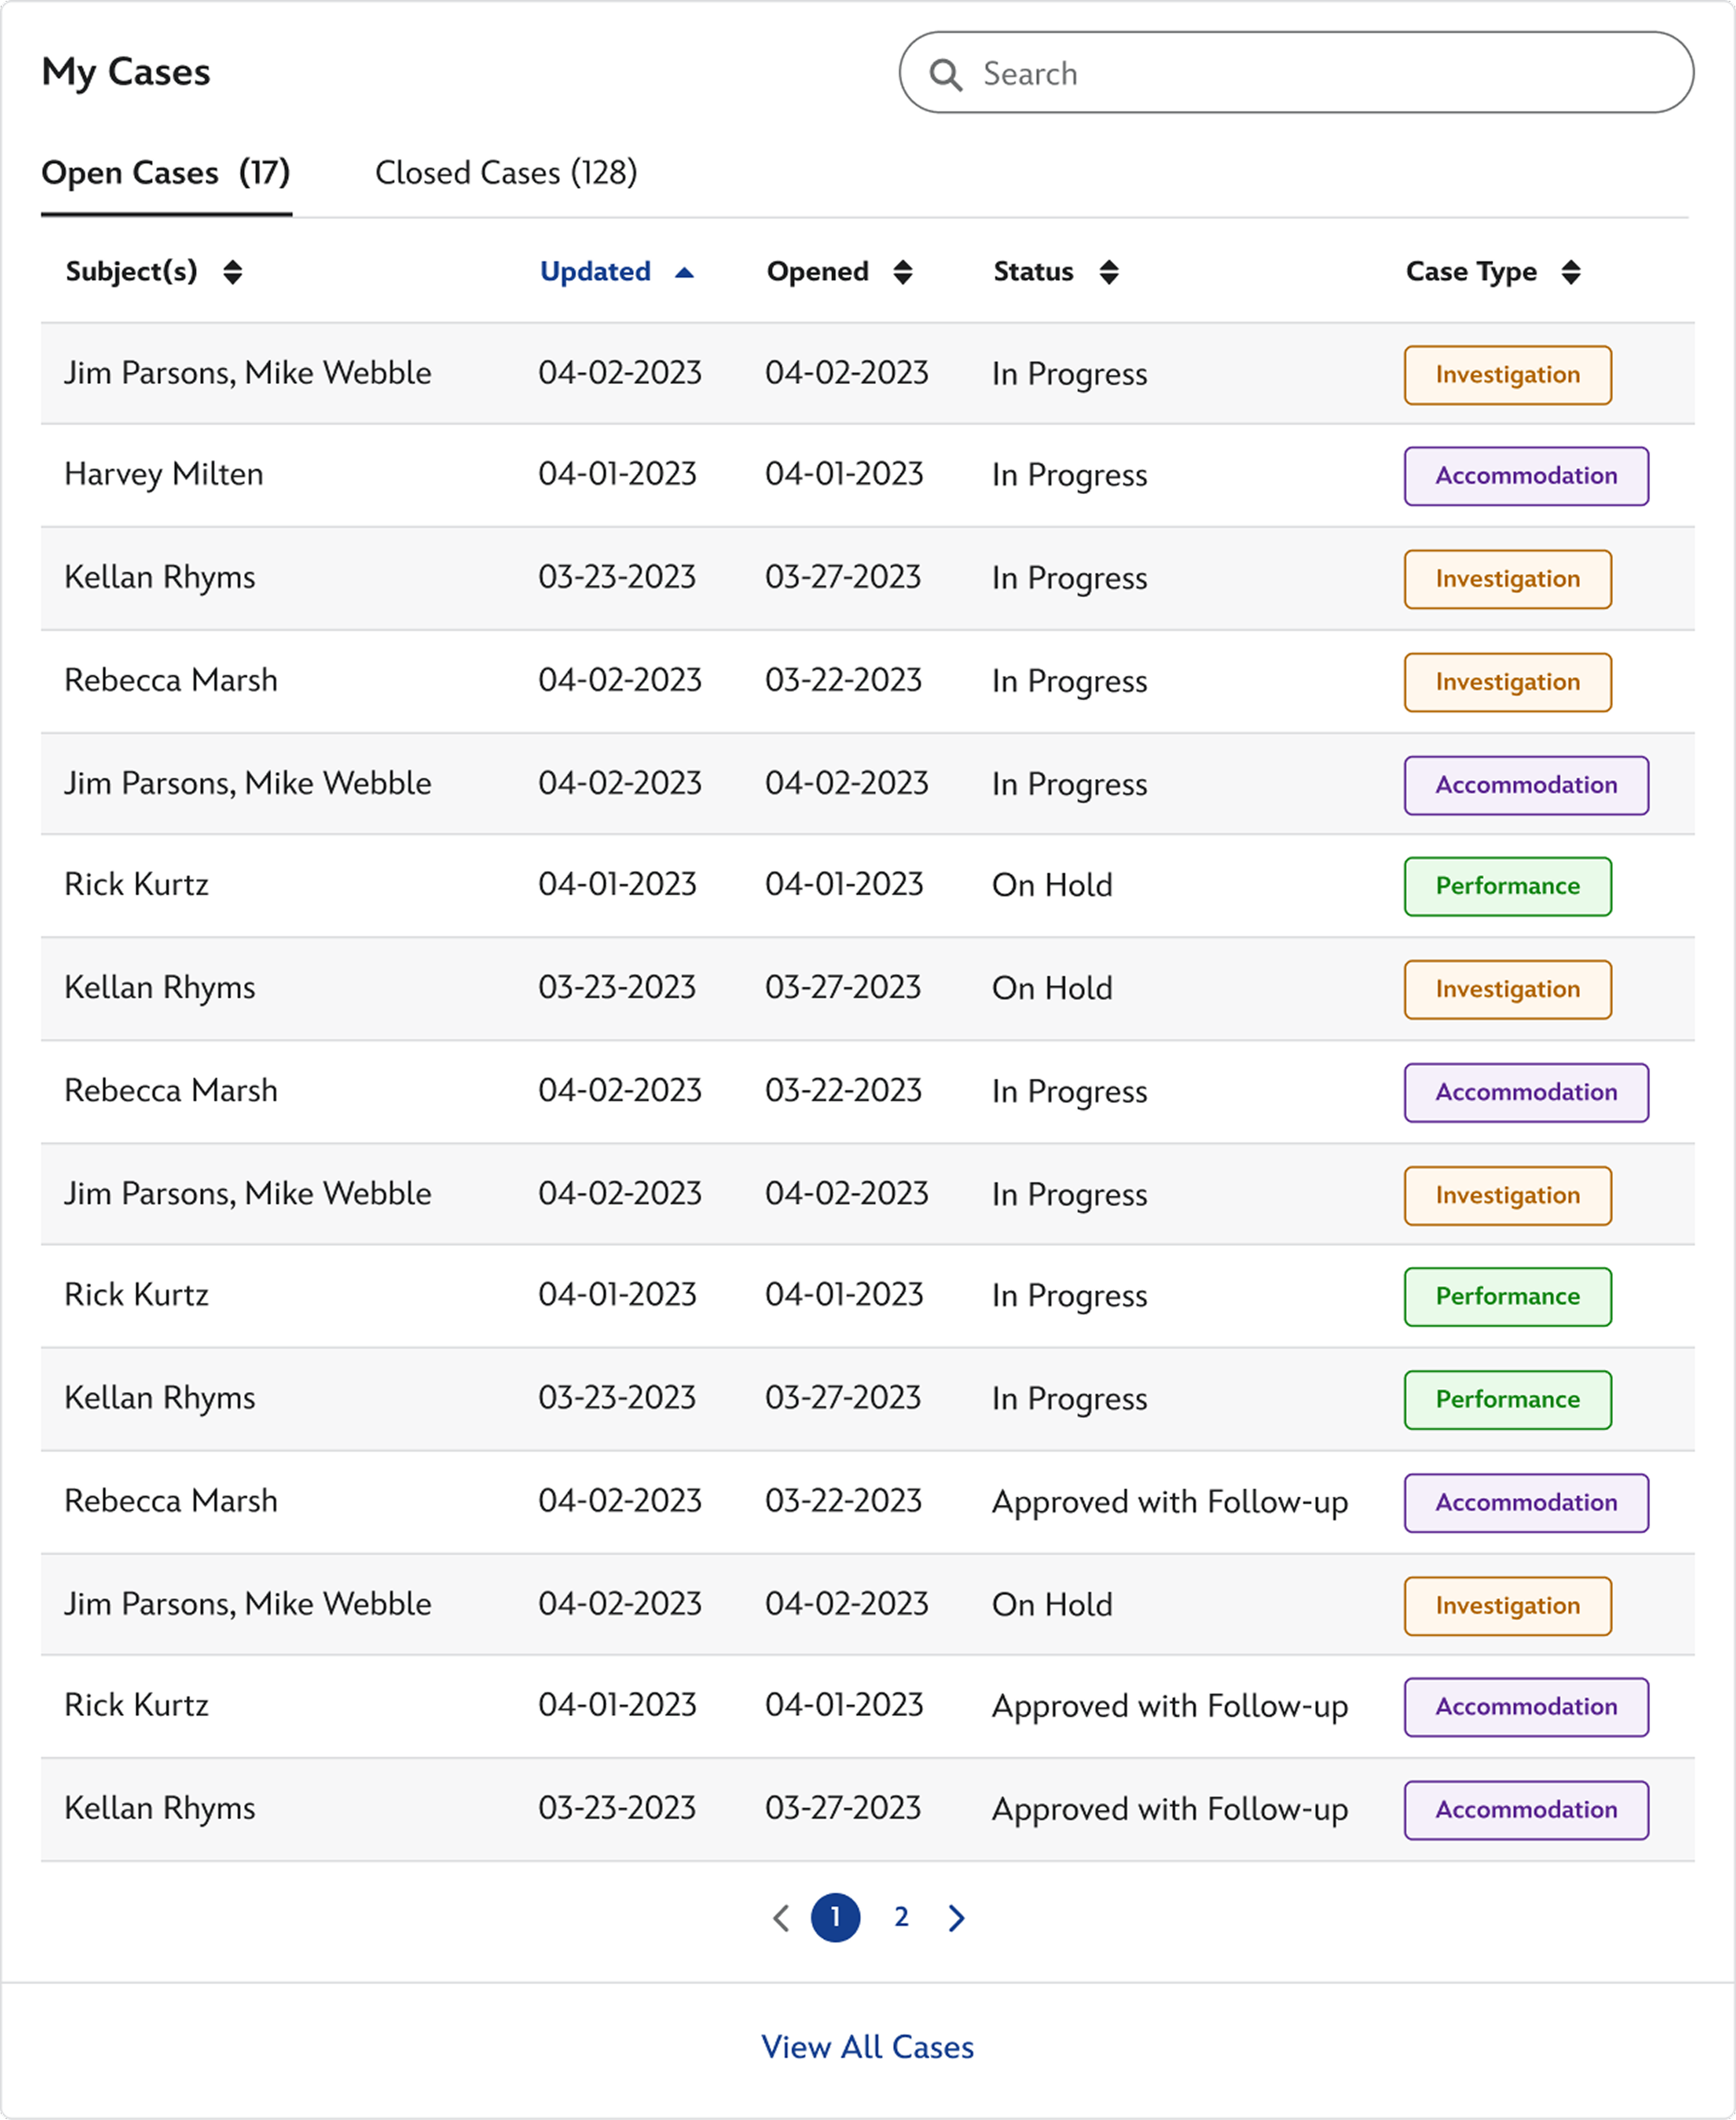 My Cases
Search
Open Cases (17) Closed Cases (128)
Subject(s) Updated Opened Status Case Type
Jim Parsons, Mike Webble 04-02-2023 04-02-2023 In Progress Investigation
Harvey Milten 04-01-2023 04-01-2023 In Progress Accommodation
Kellan Rhyms 03-23-2023 03-27-2023 In Progress Investigation
Rebecca Marsh 04-02-2023 03-22-2023 In Progress Investigation
Jim Parsons, Mike Webble 04-02-2023 04-02-2023 In Progress Accommodation
Rick Kurtz 04-01-2023 04-01-2023 On Hold Performance
Kellan Rhyms 03-23-2023 03-27-2023 On Hold Investigation
Rebecca Marsh 04-02-2023 03-22-2023 In Progress Accommodation
Jim Parsons, Mike Webble 04-02-2023 04-02-2023 In Progress Investigation
Rick Kurtz 04-01-2023 04-01-2023 In Progress Performance
Kellan Rhyms 03-23-2023 03-27-2023 In Progress Performance
Rebecca Marsh 04-02-2023 03-22-2023 Approved with Follow-up Accommodation
Jim Parsons, Mike Webble 04-02-2023 04-02-2023 On Hold Investigation
Rick Kurtz 04-01-2023 04-01-2023 Approved with Follow-up Accommodation
Kellan Rhyms 03-23-2023 03-27-2023 Approved with Follow-up Accommodation
1 2
View All Cases